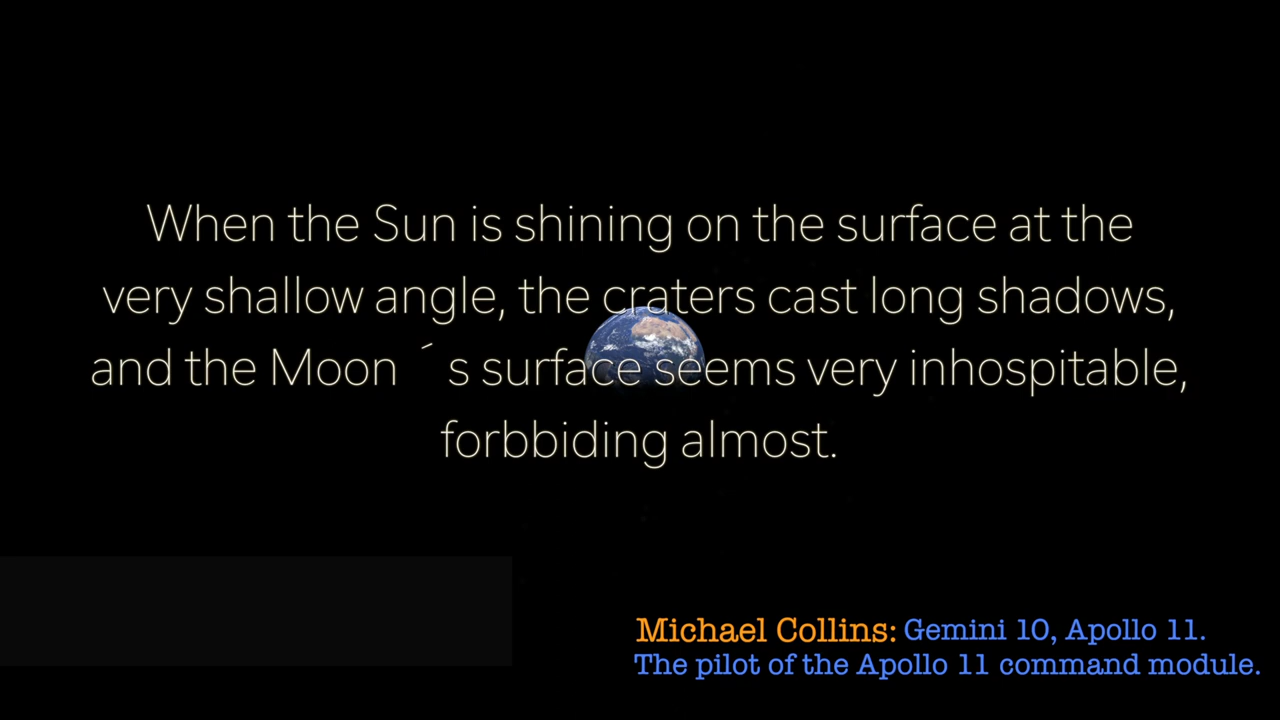 When the Sun is shining on the surface at the
very shallow angle, the craters cast long shadows,
and the Moon ´s surface seems very inhospitable,
forbbiding almost.
Michael Collins: Gemini 10, Apollo 11.
The pilot of the Apollo 11 command module.